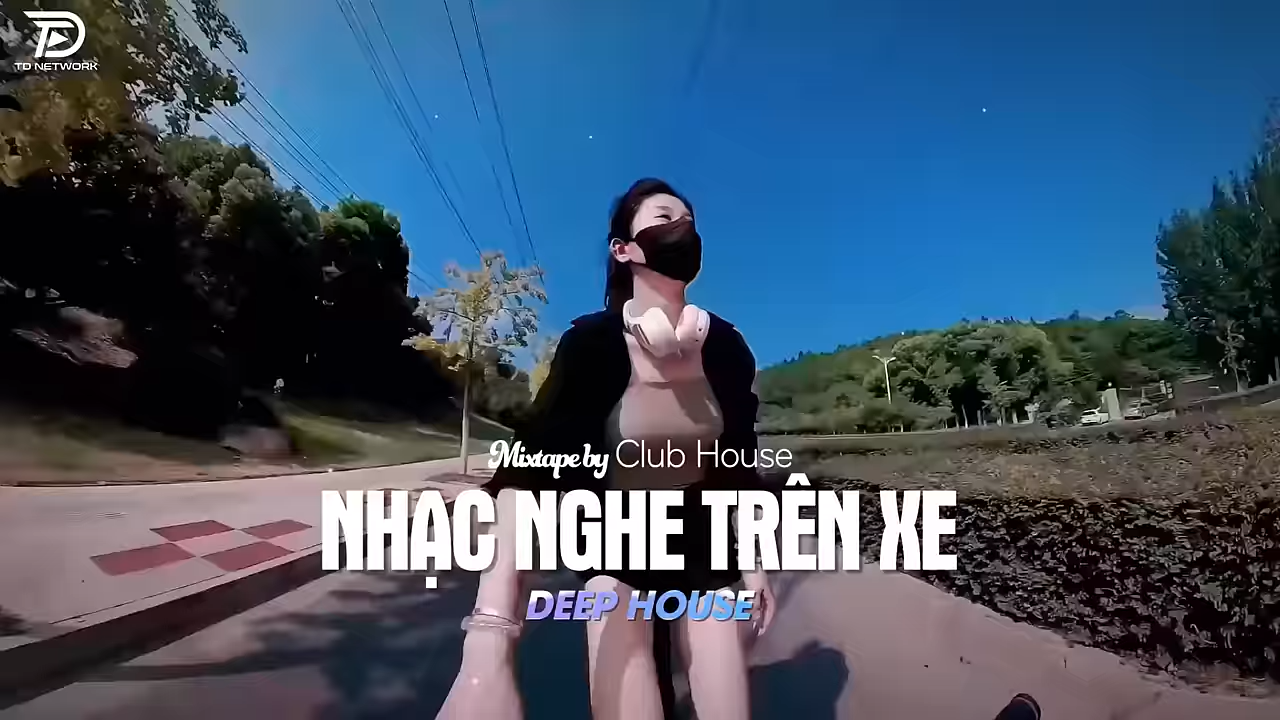 TD NETWORK
Mixtape by Club House
NHẠC NGHE TRÊN XE
DEEP HOUSE